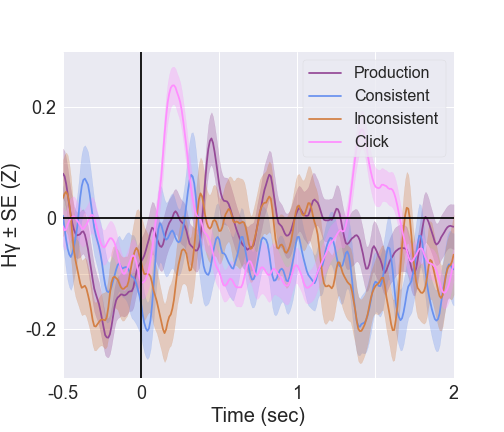 Production
Consistent
Inconsistent
Click
0.2
0
-0.2
Hγ ± SE (Z)
-0.5
0
1
2
Time (sec)